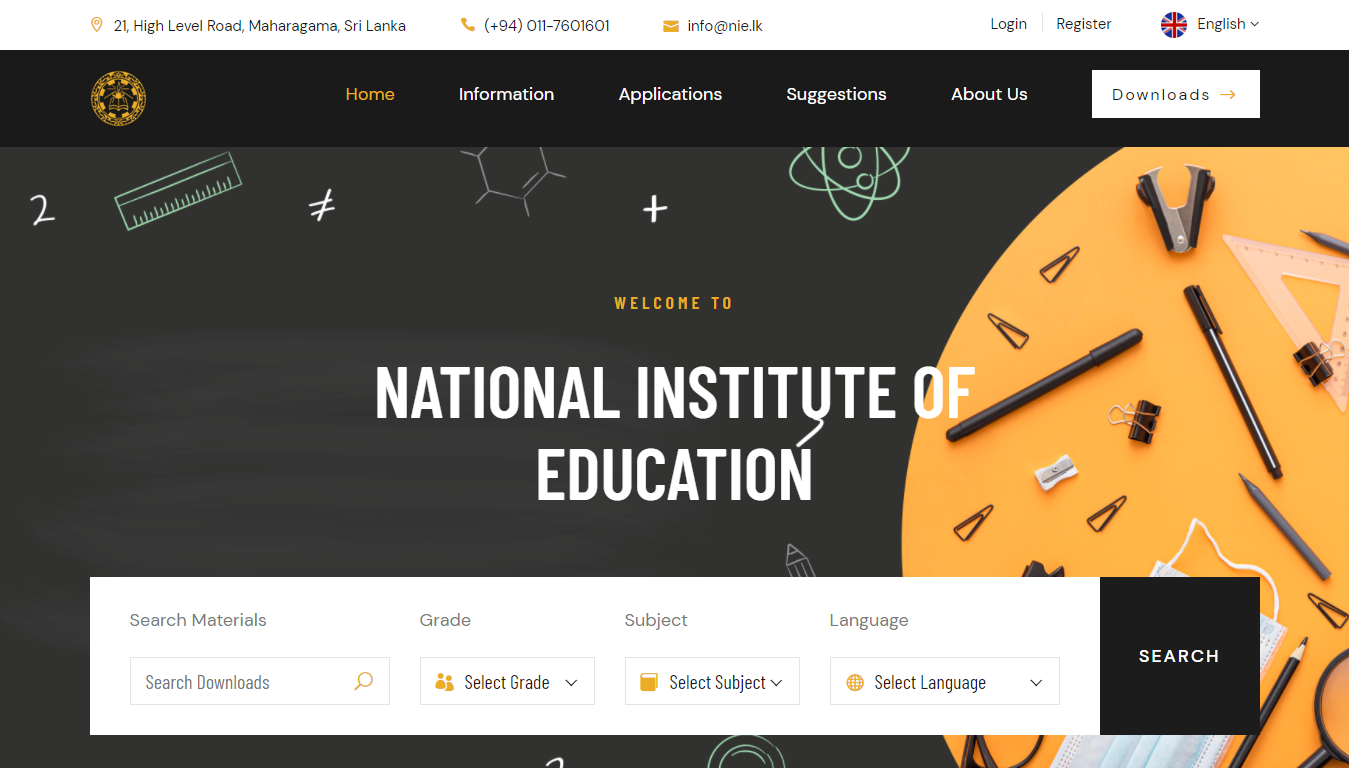 21, High Level Road, Maharagama, Sri Lanka
(+94) 011-7601601
info@nie.lk
Login
Register
English
Home
Information
Applications
Suggestions
About Us
Downloads
2
≠
+
WELCOME TO
NATIONAL INSTITUTE OF
EDUCATION
Search Materials
Grade
Subject
Language
Search Downloads
Select Grade
Select Subject
Select Language
SEARCH